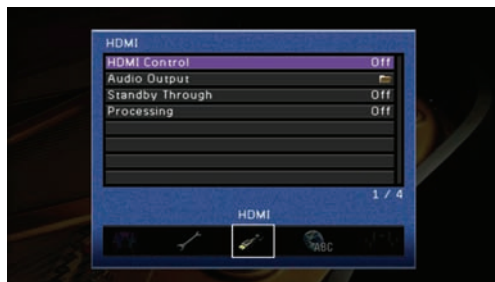 HDMI
HDMI Control Off
Audio Output
Standby Through Off
Processing Off
1 / 4
HDMI
ABC